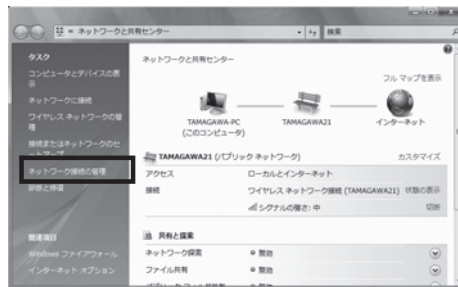 ネットワークと共有センター
検索
タスク
コンピュータとデバイスの表
示
ネットワークに接続
ワイヤレス ネットワークの管
理
接続またはネットワークのセ
ットアップ
ネットワーク接続の管理
診断と修復
関連項目
Windows ファイアウォール
インターネット オプション
ネットワークと共有センター
フル マップを表示
TAMAGAWA-PC
(このコンピュータ)
TAMAGAWA21
インターネット
TAMAGAWA21 (パブリック ネットワーク)
カスタマイズ
アクセス
ローカルとインターネット
接続
ワイヤレス ネットワーク接続 (TAMAGAWA21)
状態の表示
シグナルの強さ: 中
切断
共有と探索
ネットワーク探索
無効
ファイル共有
無効